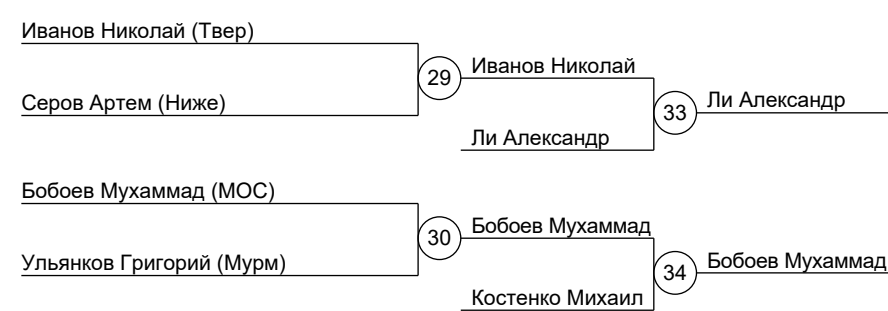 Иванов Николай (Твер)
29
Иванов Николай
Серов Артем (Ниже)
33
Ли Александр
Ли Александр
Бобоев Мухаммад (МОС)
30
Бобоев Мухаммад
Ульянков Григорий (Мурм)
34
Бобоев Мухаммад
Костенко Михаил